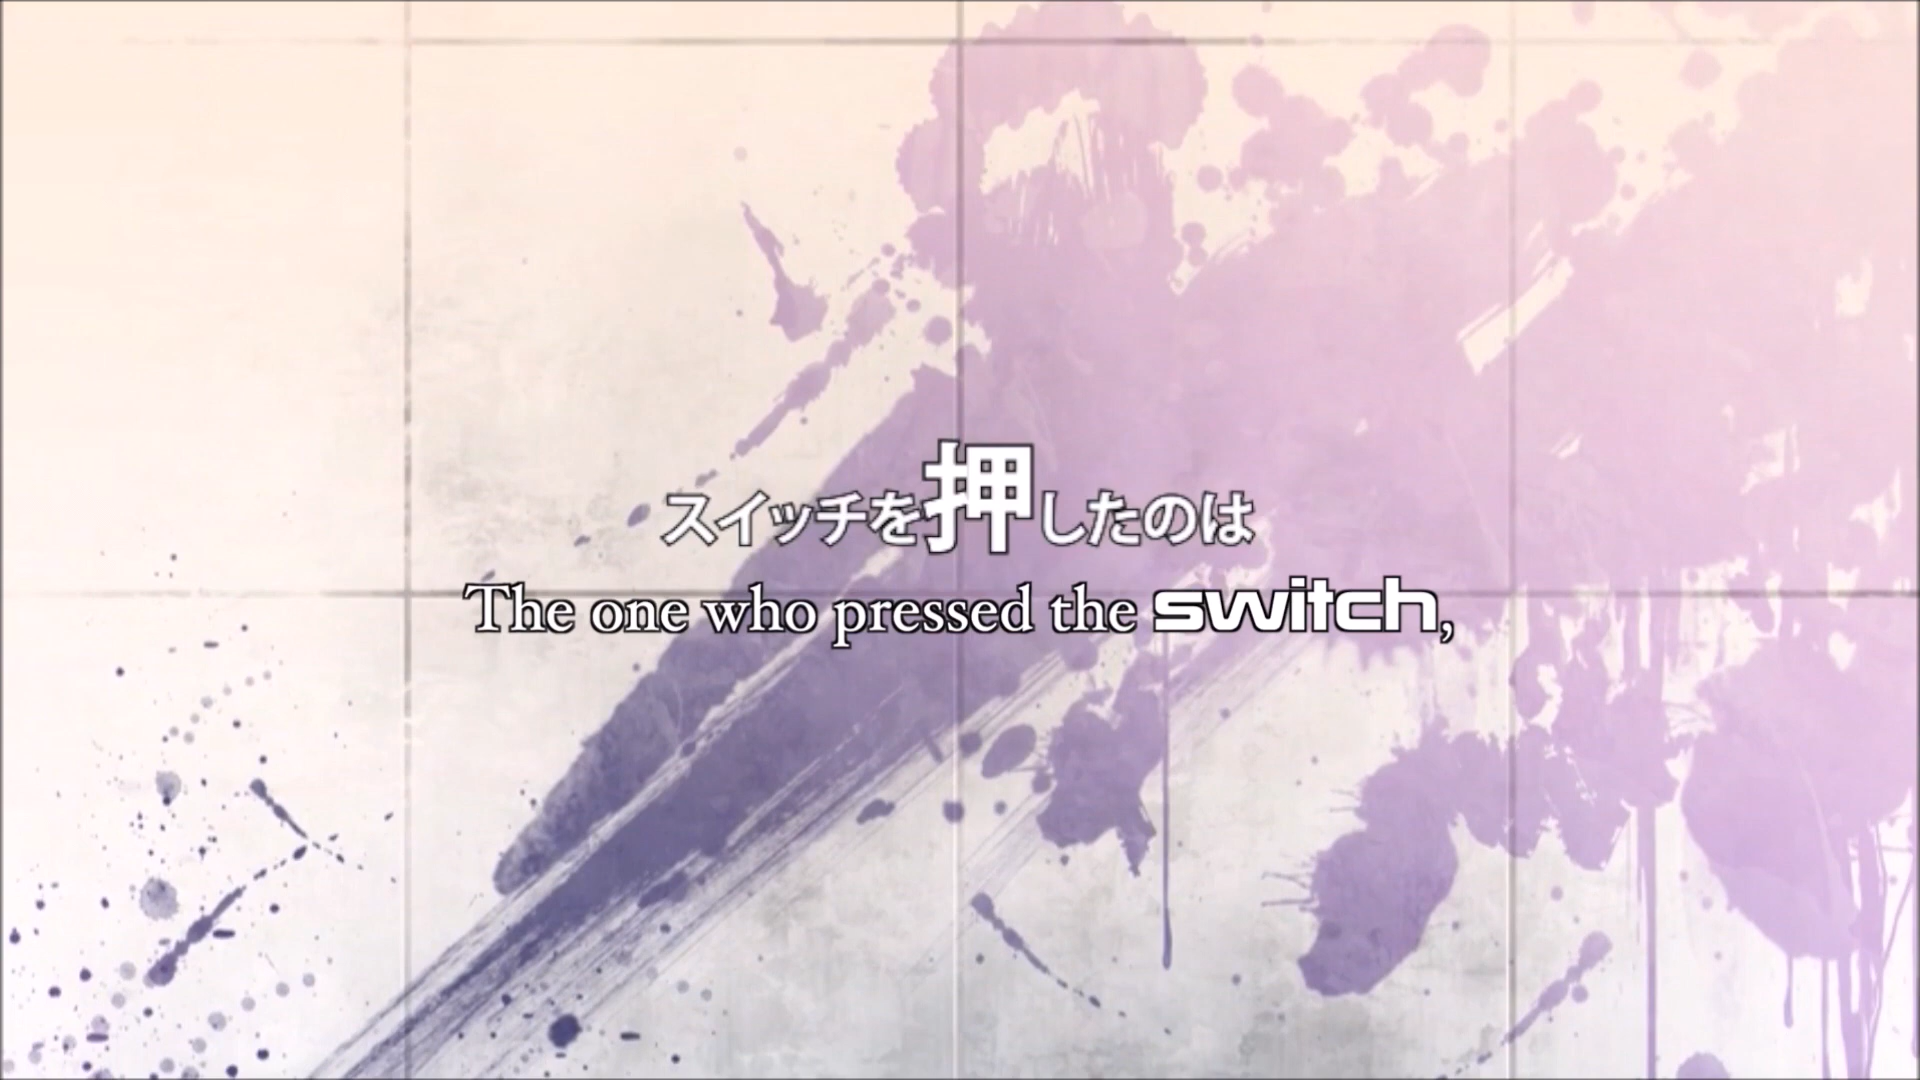 スイッチを押したのは
The one who pressed the switch,